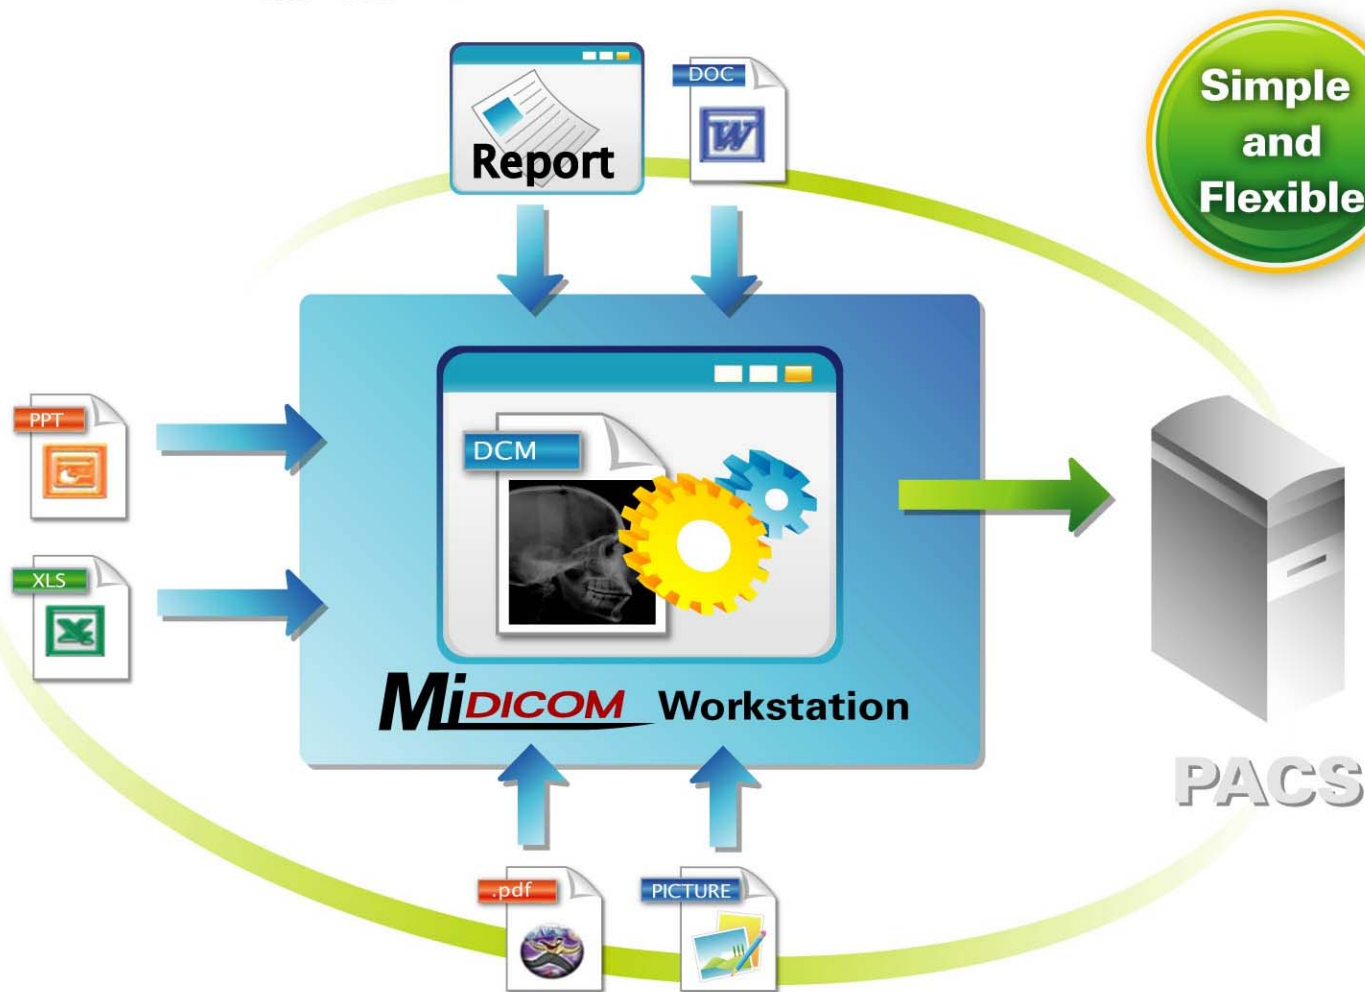 Simple
and
Flexible
Report
DOC
W
PPT
DCM
XLS
MiDICOM Workstation
PACS
.pdf
PICTURE